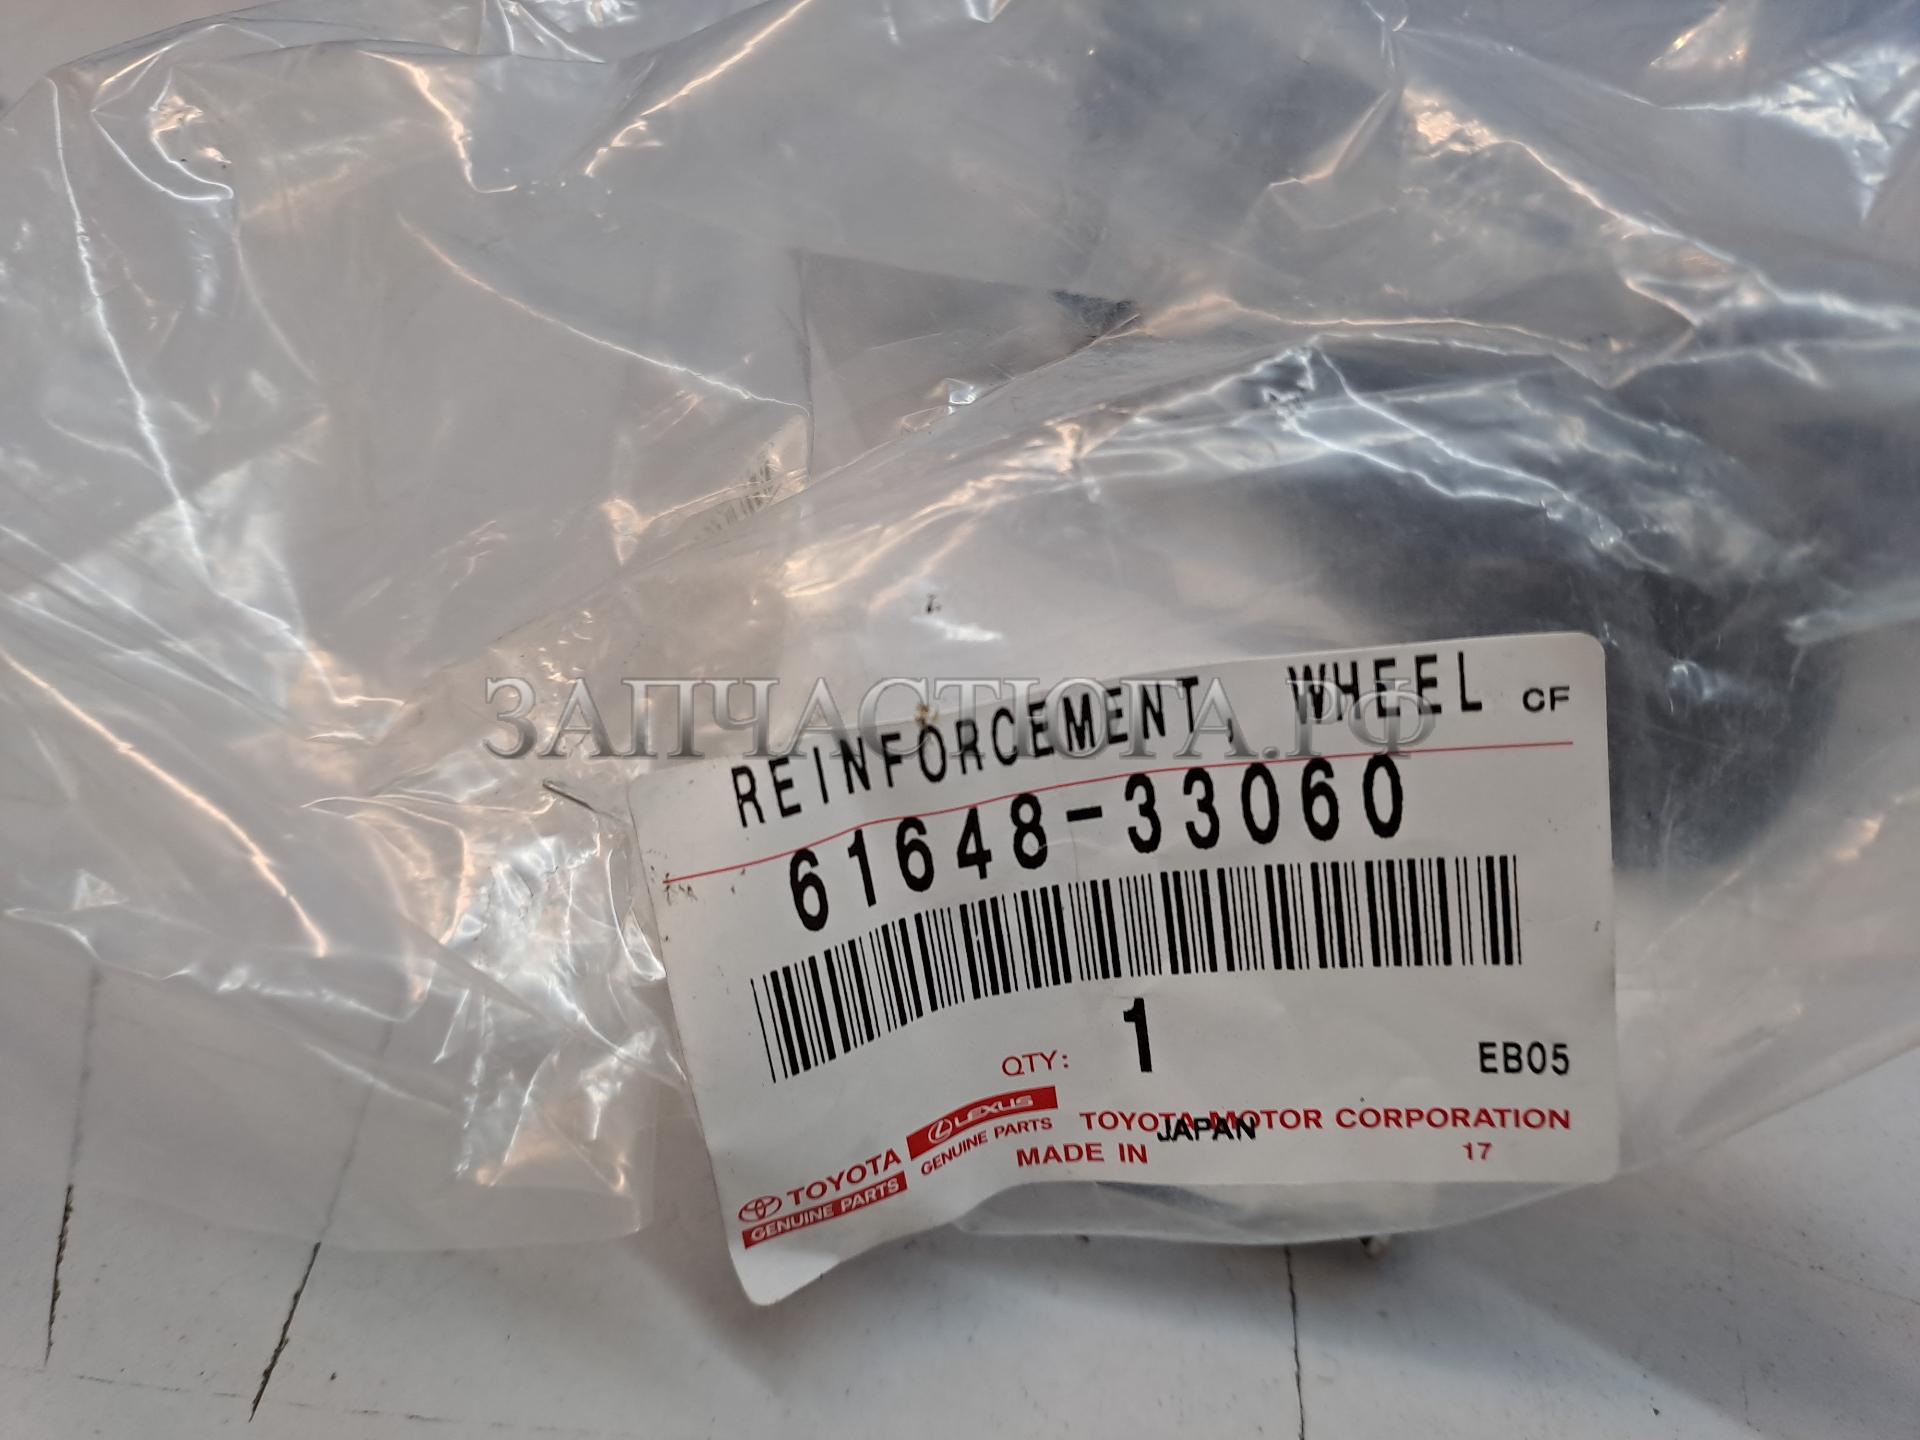 ЗАПЧАСТЮГА.РФ
REINFORCEMENT, WHEEL CF
61648-33060
QTY: 1
EB05
LEXUS
GENUINE PARTS
TOYOTA
GENUINE PARTS
TOYOTA MOTOR CORPORATION
MADE IN JAPAN
17